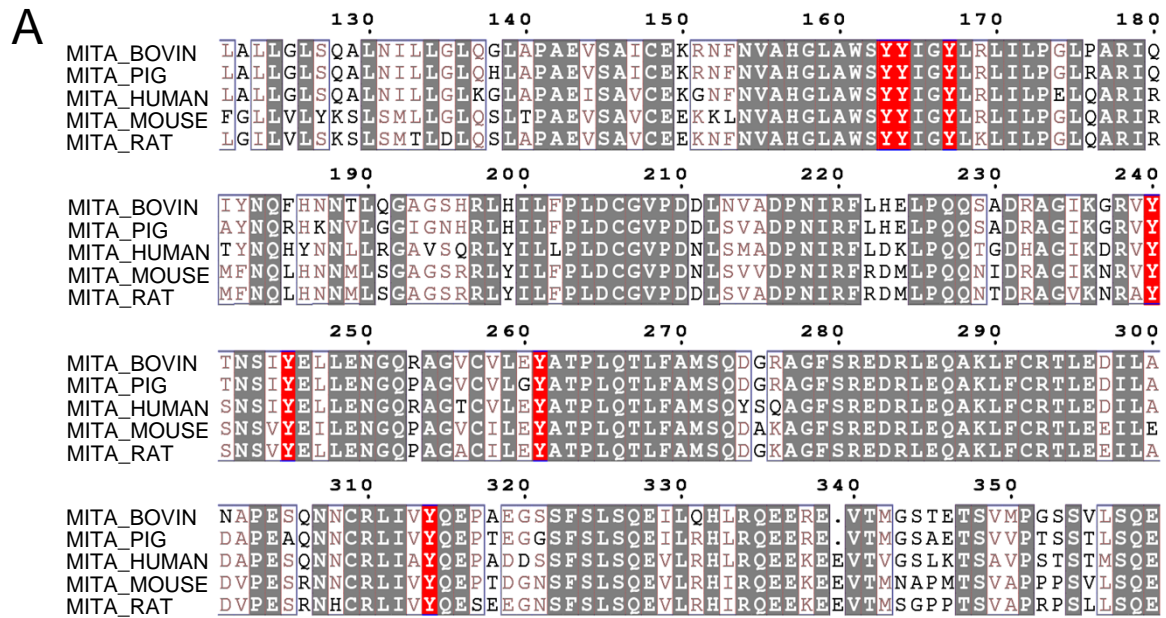 A
130 140 150 160 170 180
MITA_BOVIN LALLGLSQALNILLGLQGLAPAEVSAICEKRNFNVAHGLAWSYYIGYLRLILPGLPARIQ
MITA_PIG LALLGLSQALNILLGLQHLAPAEVSAICEKRNFNVAHGLAWSYYIGYLRLILPGLRARIQ
MITA_HUMAN LALLGLSQALNILLGLKGLAPAEISAVCEKGNFNVAHGLAWSYYIGYLRLILPELQARIR
MITA_MOUSE FGLLVLYKSLSMLLGLQSLTPAEVSAVCEEKKLNVAHGLAWSYYIGYLRLILPGLQARIR
MITA_RAT LGILVLSKSLSMTLDLQSLAPAEVSAVCEEKNFNVAHGLAWSYYIGYLKLILPGLQARIR
190 200 210 220 230 240
MITA_BOVIN IYNQFHNNTLQGAGSHRLHILFPLDCGVPDDLNVADPNIRFLHELPQQSADRAGIKGRVY
MITA_PIG AYNQRHKNVLGGIGNHRLHILFPLDCGVPDDLSVADPNIRFLHELPQQSADRAGIKGRVY
MITA_HUMAN TYNQHYNNLLRGAVSQRLYILLPLDCGVPDNLSMADPNIRFLDKLPQQTGDHAGIKDRVY
MITA_MOUSE MFNQLHNNMLSGAGSRRLYILFPLDCGVPDNLSVVDPNIRFRDMLPQQNIDRAGIKNRVY
MITA_RAT MFNQLHNNMLSGAGSRRLYILFPLDCGVPDDLSVADPNIRFRDMLPQQNTDRAGVKNRAY
250 260 270 280 290 300
MITA_BOVIN TNSIYELLENGQRAGVCVLEYATPLQTLFAMSQDGRAGFSREDRLEQAKLFCRTLEDILA
MITA_PIG TNSIYELLENGQPAGVCVLGYATPLQTLFAMSQDGRAGFSREDRLEQAKLFCRTLEDILA
MITA_HUMAN SNSIYELLENGQRAGTCVLEYATPLQTLFAMSQYSQAGFSREDRLEQAKLFCRTLEDILA
MITA_MOUSE SNSVYEILENGQPAGVCILEYATPLQTLFAMSQDAKAGFSREDRLEQAKLFCRTLEEILE
MITA_RAT SNSVYELLENGQPAGACILEYATPLQTLFAMSQDGKAGFSREDRLEQAKLFCRTLEEILA
310 320 330 340 350
MITA_BOVIN NAPESQNNCRLIVYQEPAEGSSFSLSQEILQHLRQEERE.VTMGSTETSVMPGSSVLSQE
MITA_PIG DAPEAQNNCRLIVYQEPTEGGSFSLSQEILRHLRQEERE.VTMGSAETSVVPTSSTLSQE
MITA_HUMAN DAPESQNNCRLIAYQEPADDSSFSLSQEVLRHLRQEEKEEVTVGSLKTSAVPSTSTMSQE
MITA_MOUSE DVPESRNNCRLIVYQEPTDGNSFSLSQEVLRHIRQEEKEEVTMNAPMTSVAPPPSVLSQE
MITA_RAT DVPESRNHCRLIVYQESEEGNSFSLSQEVLRHIRQEEKEEVTMSGPPTSVAPRPSLLSQE